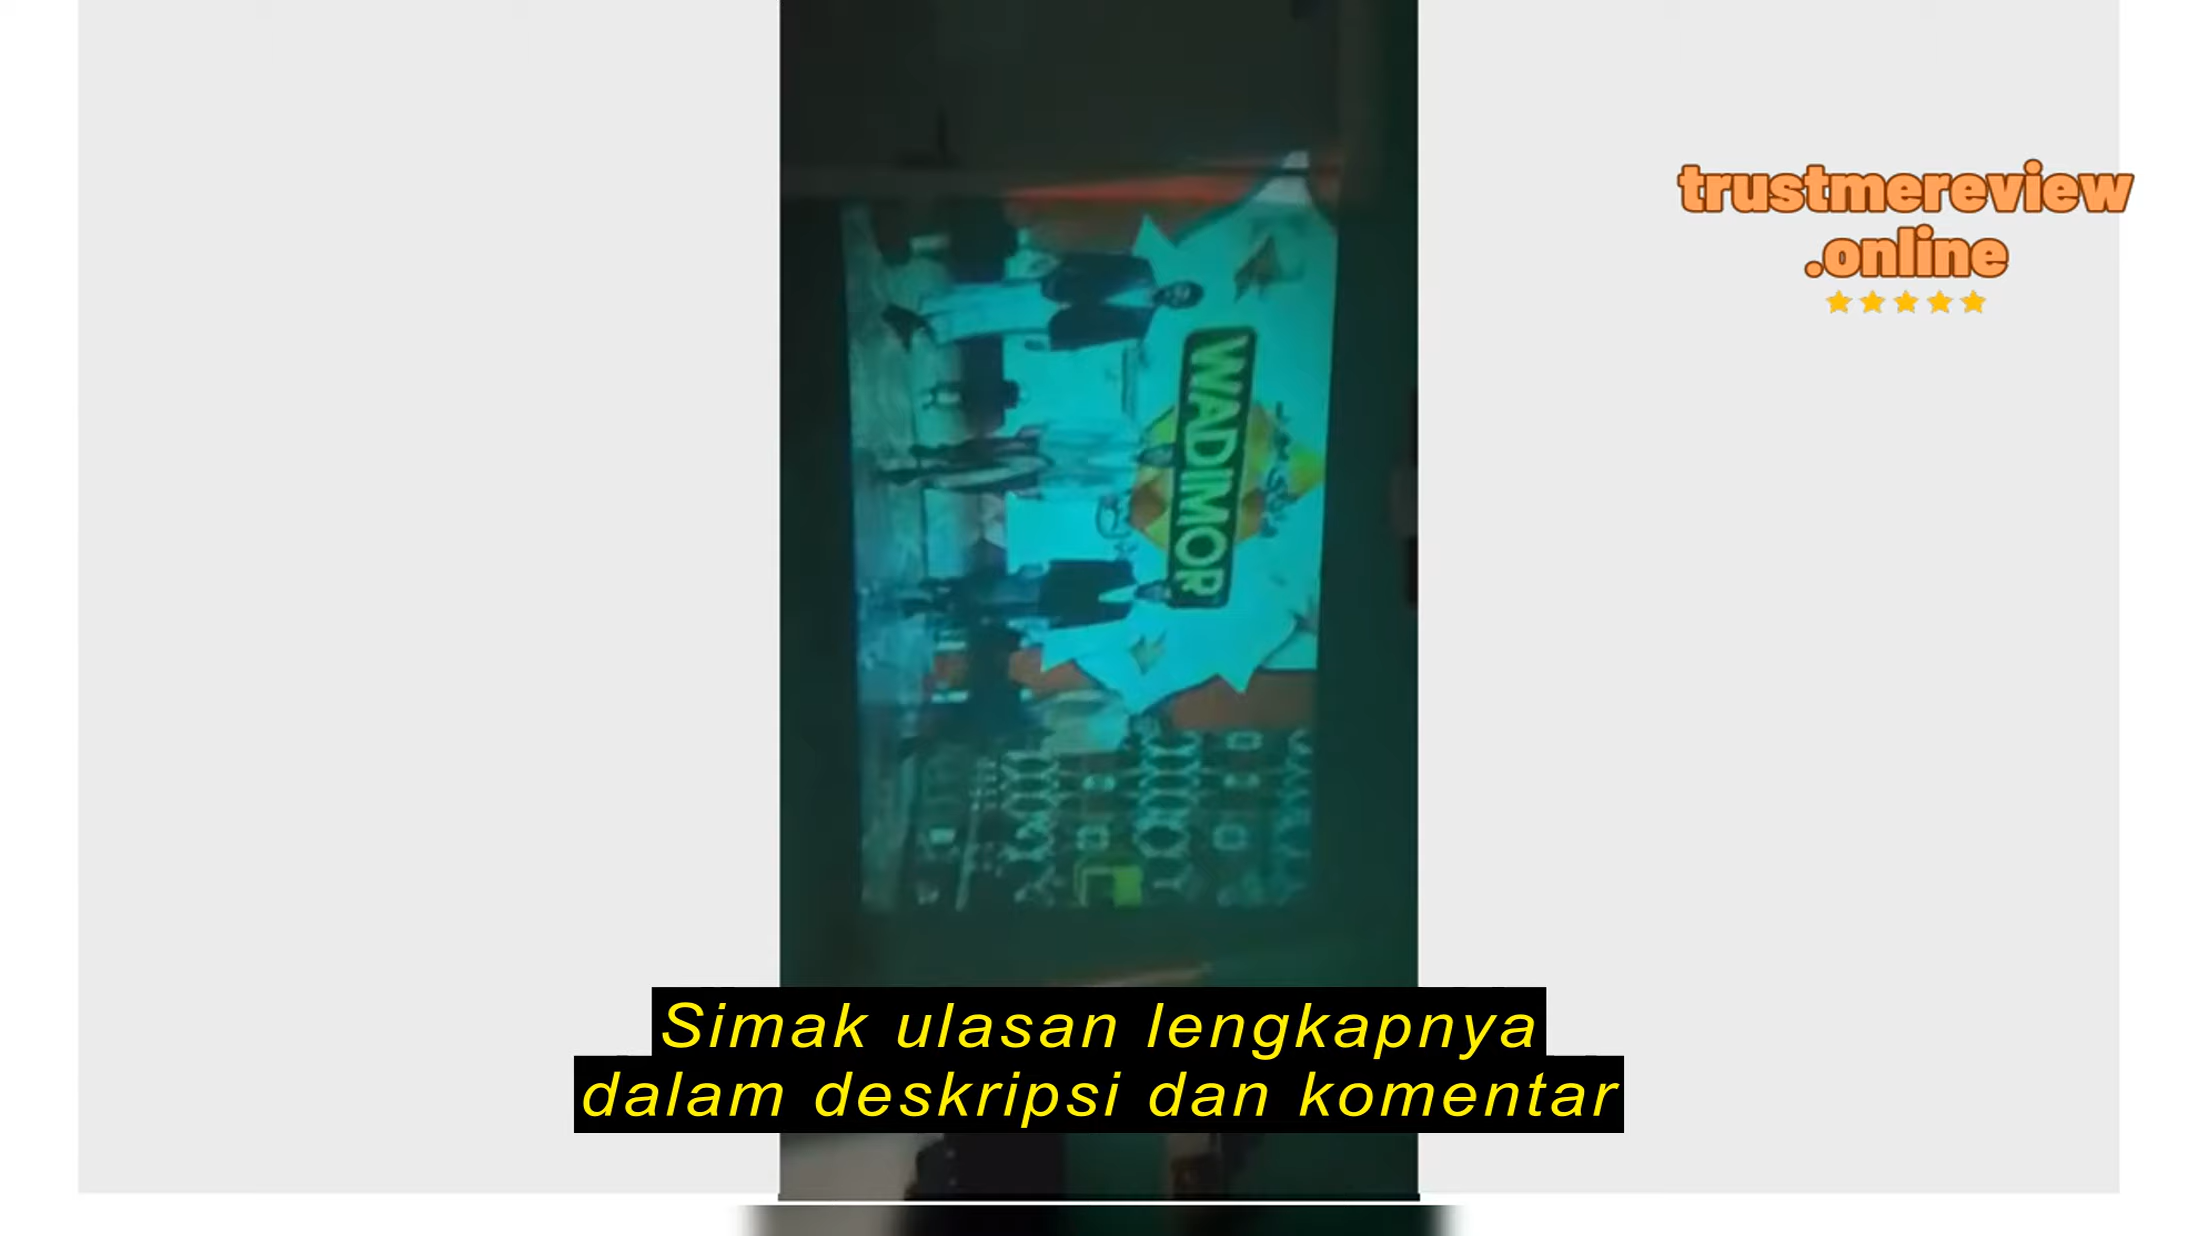 trustmereview
.online
WADIMOR
Simak ulasan lengkapnya
dalam deskripsi dan komentar